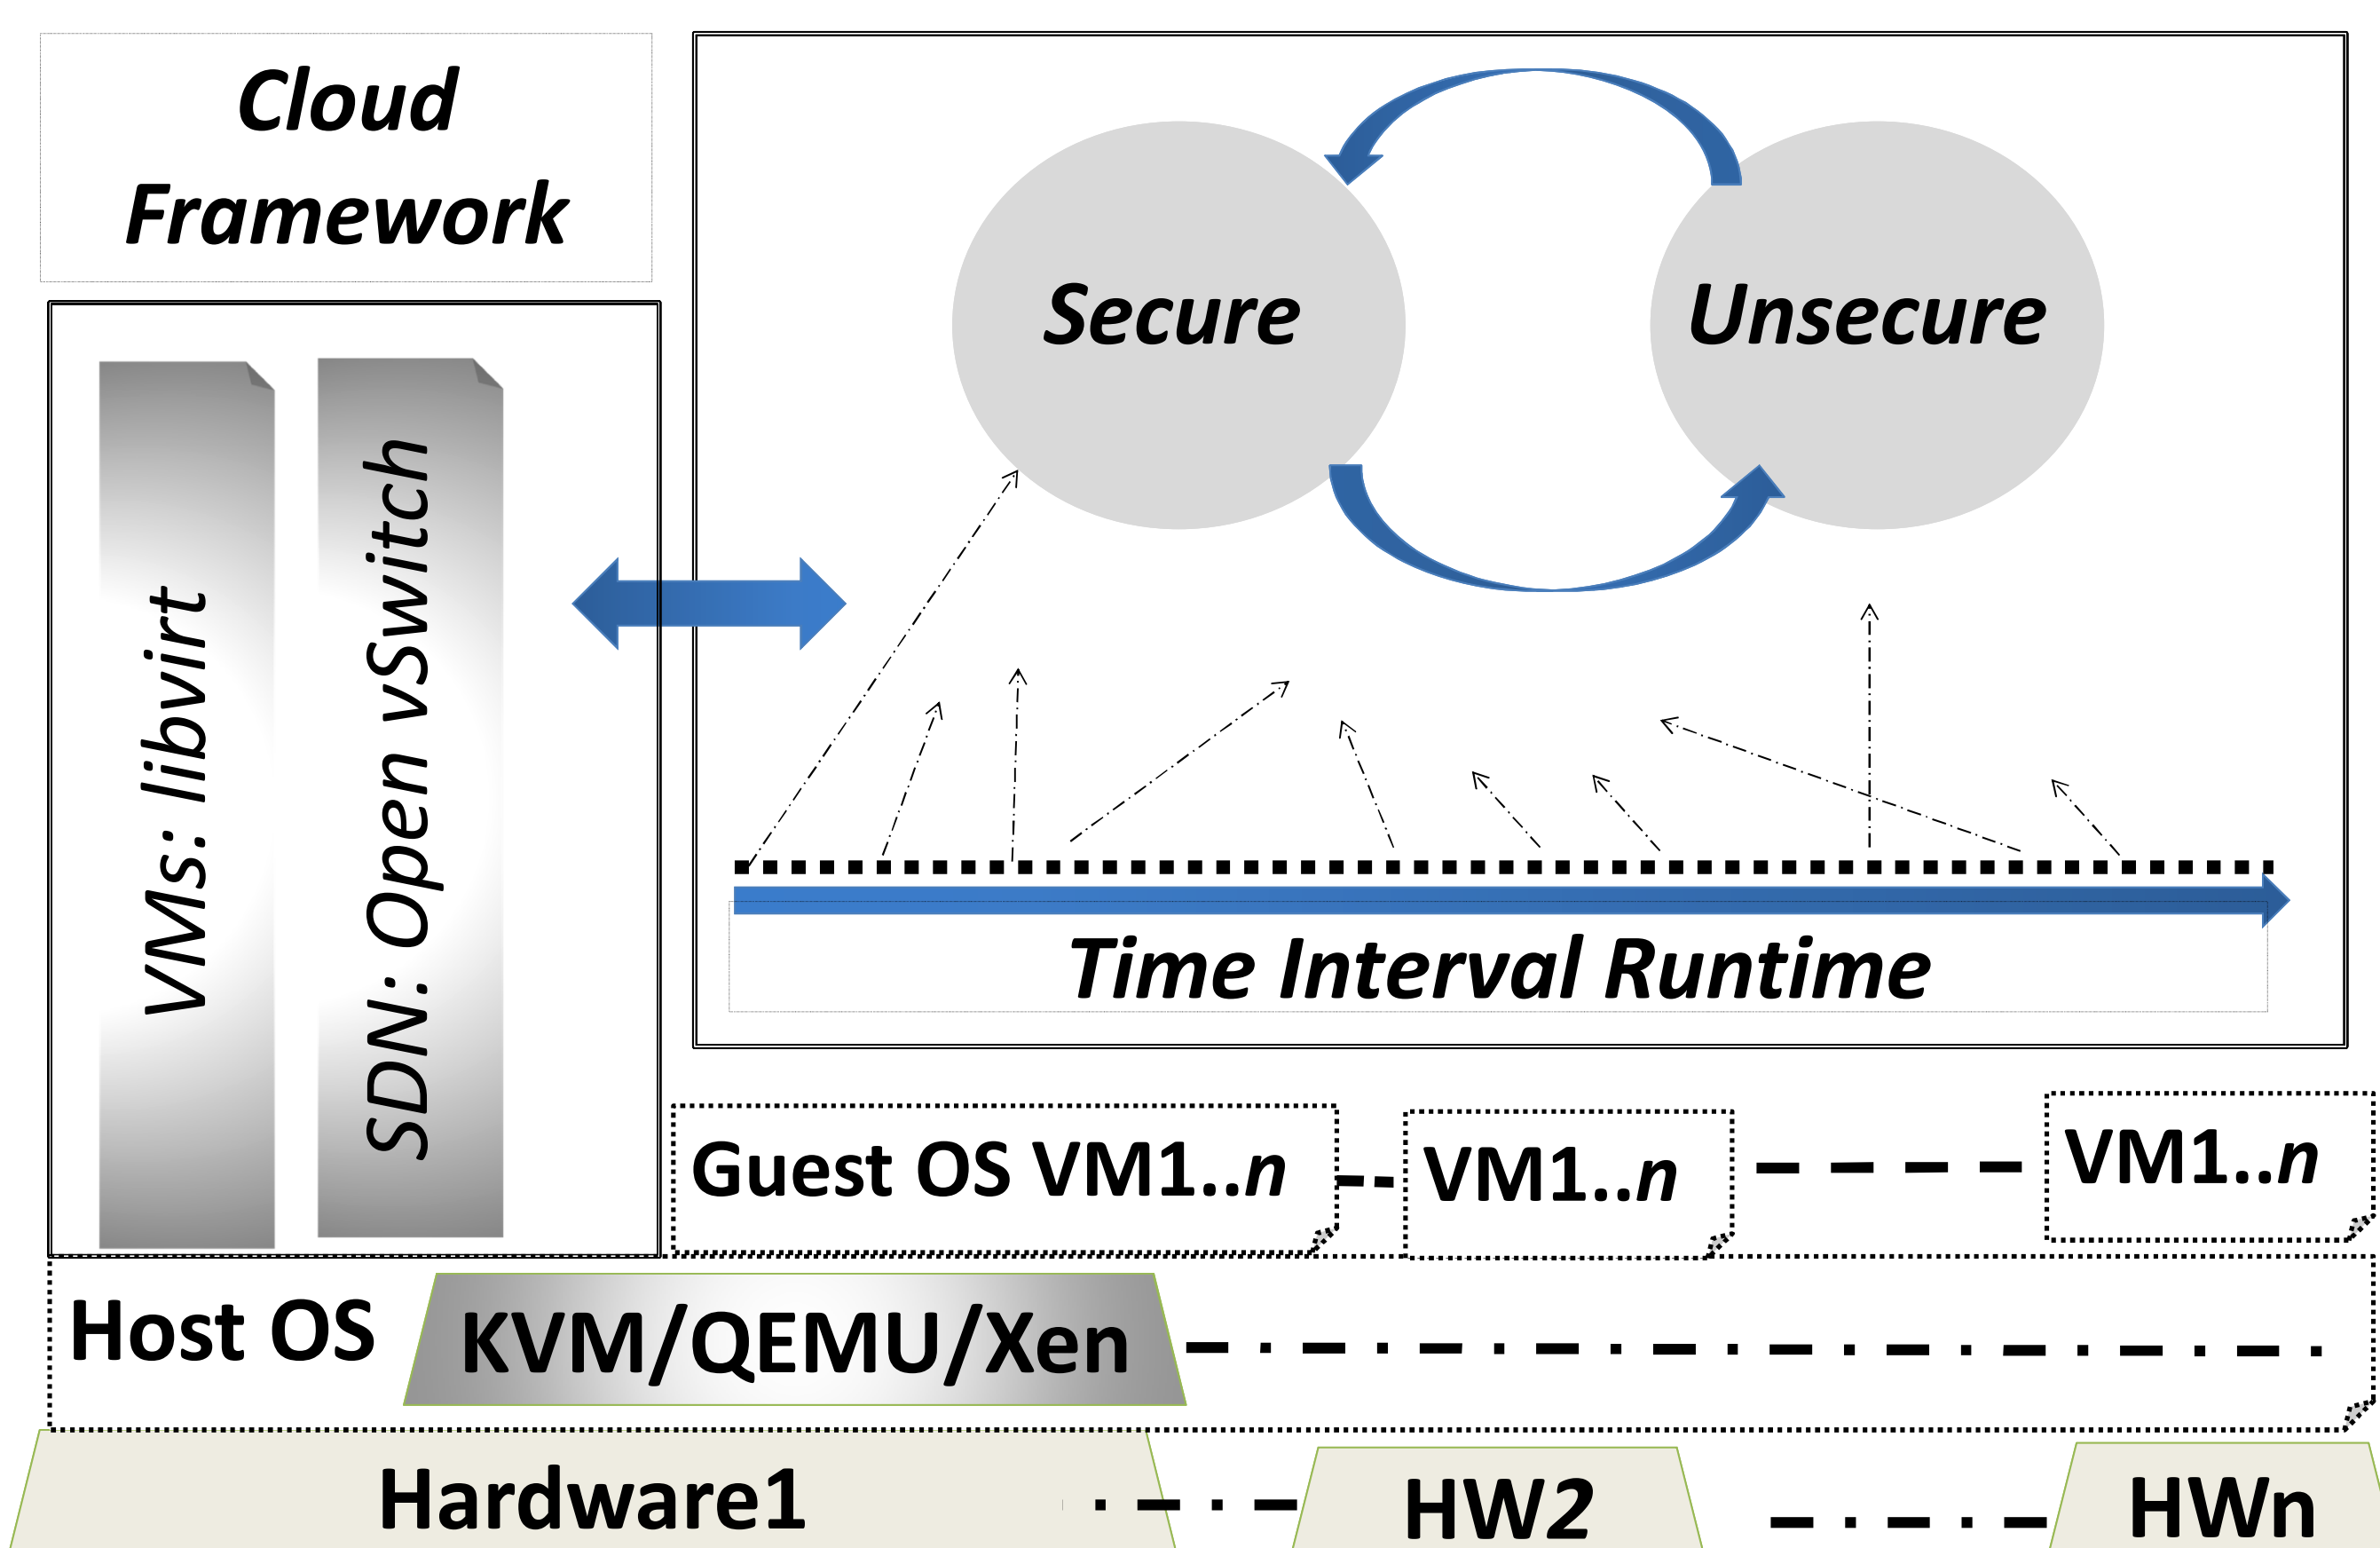 Cloud
Framework
Secure
Unsecure
VMs: libvirt
SDN: Open vSwitch
Time Interval Runtime
Guest OS VM1..n
VM1..n
VM1..n
Host OS
KVM/QEMU/Xen
Hardware1
HW2
HWn